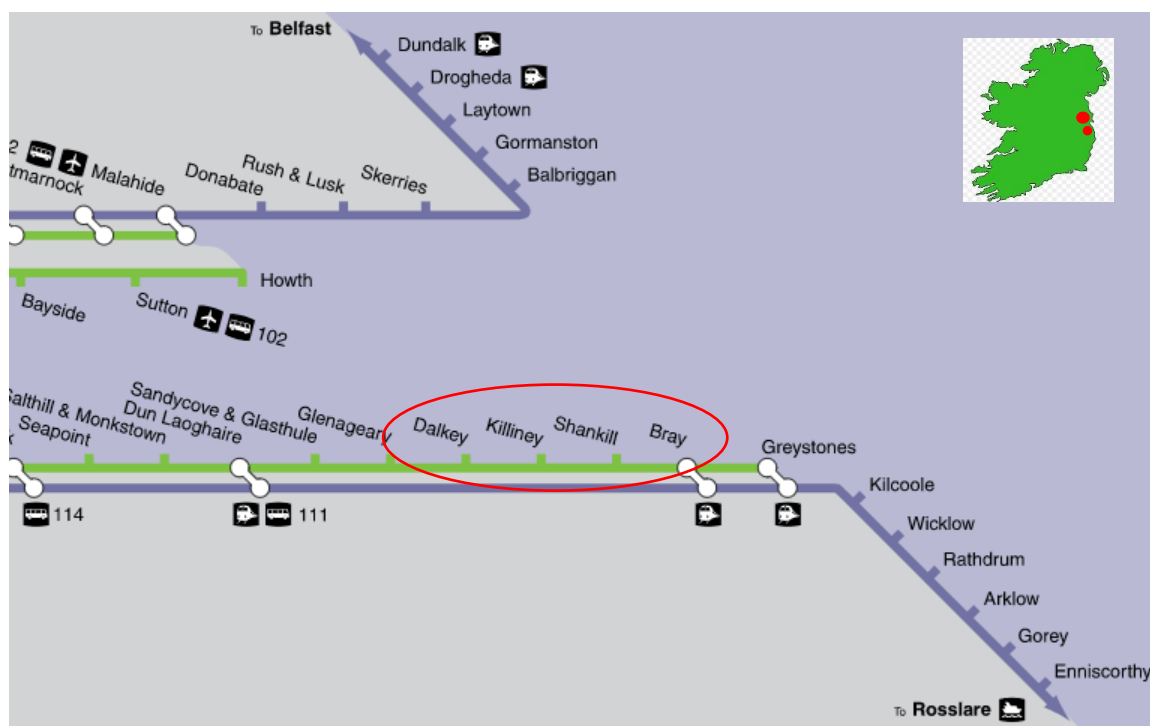 To Belfast
Dundalk
Drogheda
Laytown
Gormanston
Balbriggan
2
tmarnock
Malahide
Donabate
Rush & Lusk
Skerries
Howth
Bayside
Sutton
102
k
Seapoint
Salthill & Monkstown
Dun Laoghaire
Sandycove & Glasthule
Glenageary
Dalkey
Killiney
Shankill
Bray
Greystones
114
111
Kilcoole
Wicklow
Rathdrum
Arklow
Gorey
Enniscorthy
To Rosslare